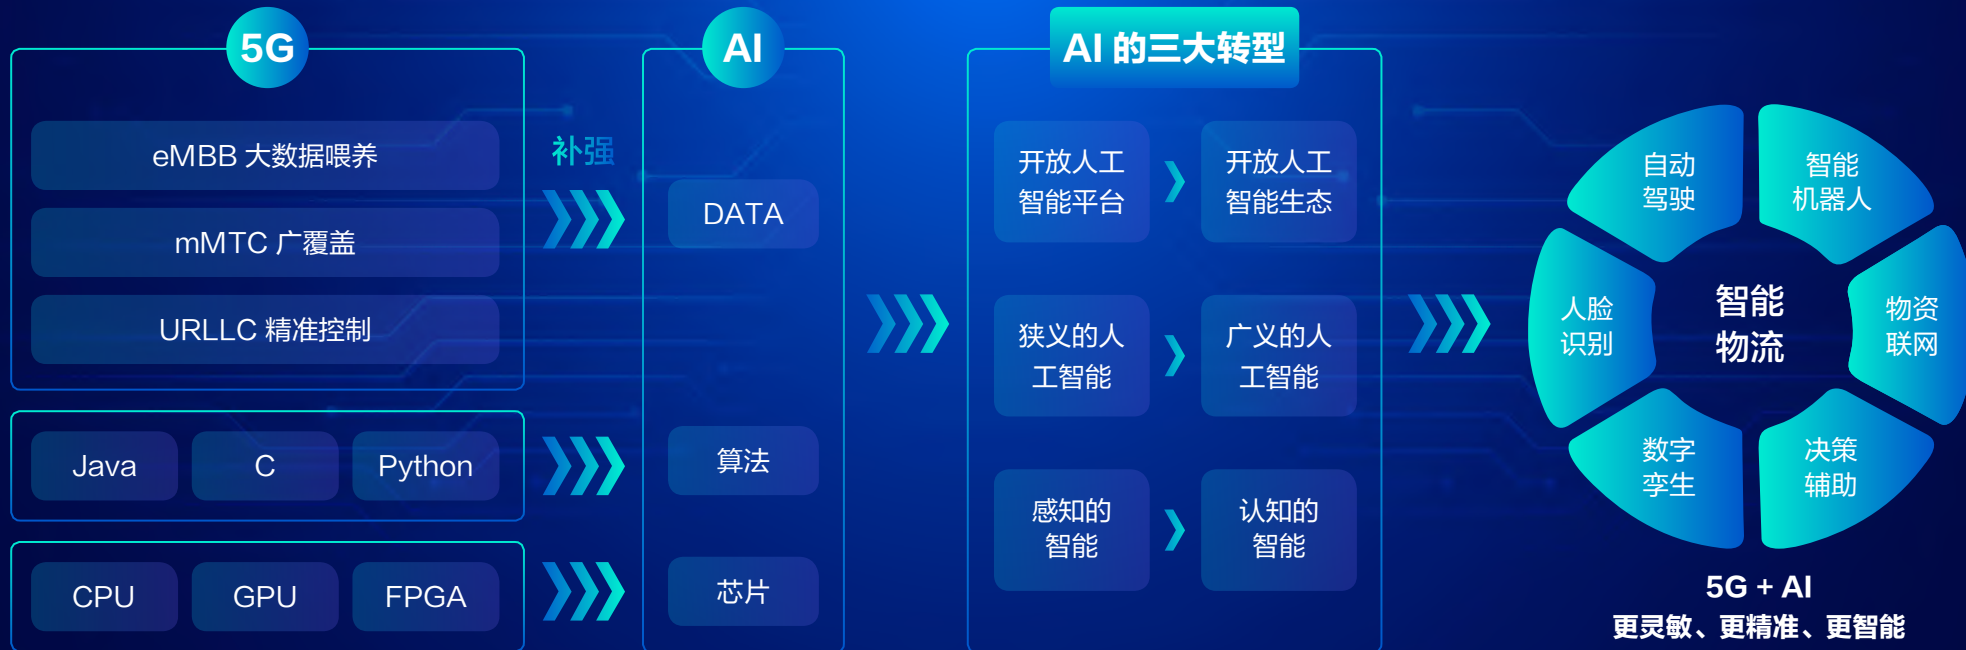 5G
eMBB 大数据喂养
mMTC 广覆盖
URLLC 精准控制
Java
C
Python
CPU
GPU
FPGA
补强
AI
DATA
算法
芯片
AI 的三大转型
开放人工
智能平台
开放人工
智能生态
狭义的人
工智能
广义的人
工智能
感知的
智能
认知的
智能
自动
驾驶
智能
机器人
人脸
识别
智能
物流
物资
联网
数字
孪生
决策
辅助
5G + AI
更灵敏、更精准、更智能